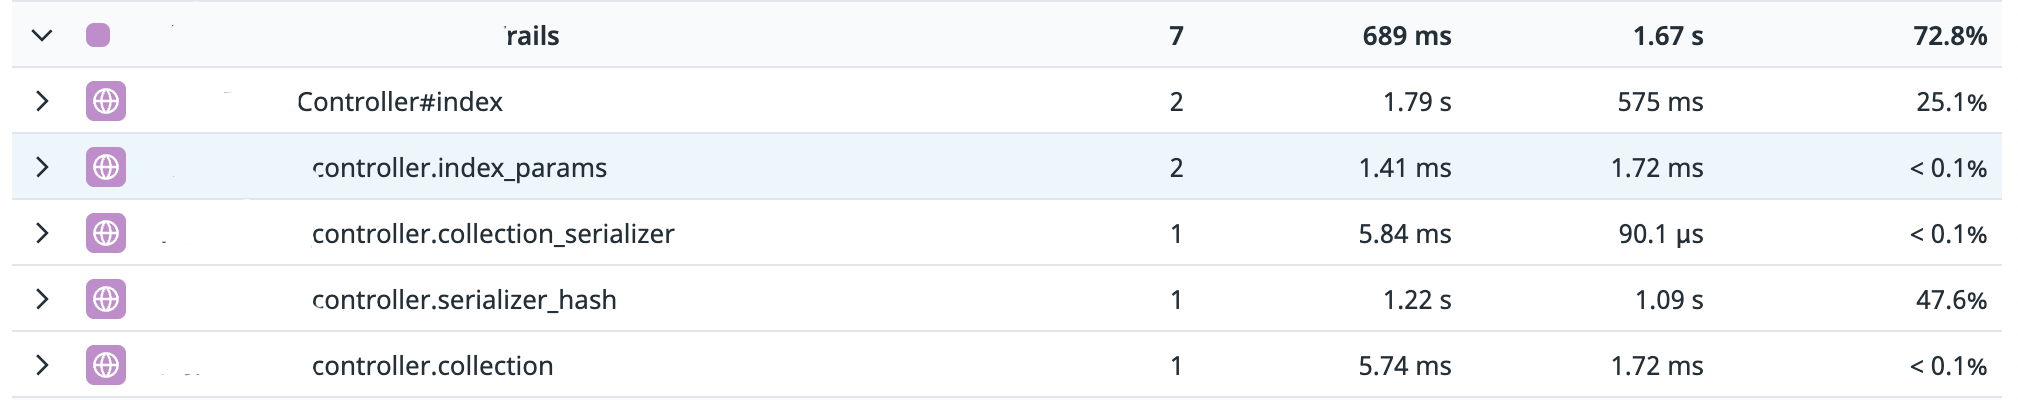 rails 7 689 ms 1.67 s 72.8%
Controller#index 2 1.79 s 575 ms 25.1%
controller.index_params 2 1.41 ms 1.72 ms < 0.1%
controller.collection_serializer 1 5.84 ms 90.1 µs < 0.1%
controller.serializer_hash 1 1.22 s 1.09 s 47.6%
controller.collection 1 5.74 ms 1.72 ms < 0.1%